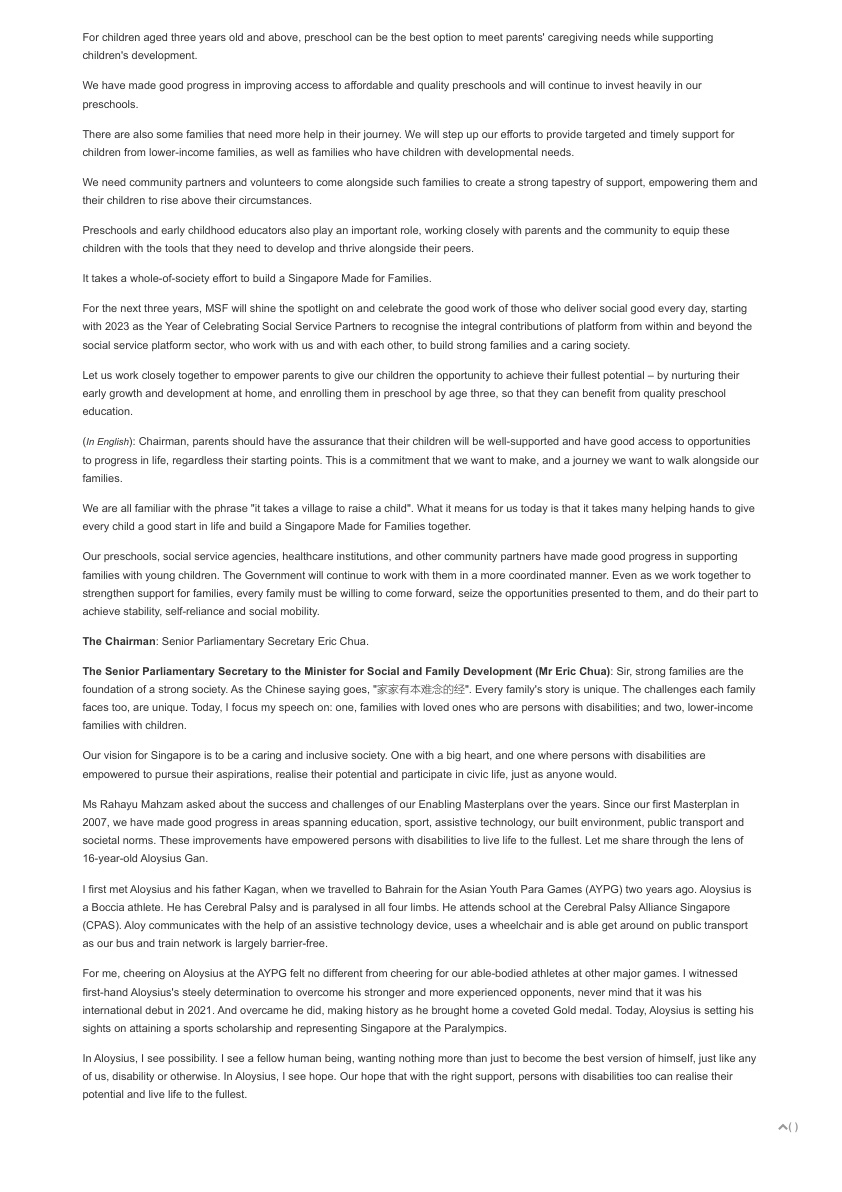 For children aged three years old and above, preschool can be the best option to meet parents' caregiving needs while supporting
children's development.
We have made good progress in improving access to affordable and quality preschools and will continue to invest heavily in our
preschools.
There are also some families that need more help in their journey. We will step up our efforts to provide targeted and timely support for
children from lower-income families, as well as families who have children with developmental needs.
We need community partners and volunteers to come alongside such families to create a strong tapestry of support, empowering them and
their children to rise above their circumstances.
Preschools and early childhood educators also play an important role, working closely with parents and the community to equip these
children with the tools that they need to develop and thrive alongside their peers.
It takes a whole-of-society effort to build a Singapore Made for Families.
For the next three years, MSF will shine the spotlight on and celebrate the good work of those who deliver social good every day, starting
with 2023 as the Year of Celebrating Social Service Partners to recognise the integral contributions of platform from within and beyond the
social service platform sector, who work with us and with each other, to build strong families and a caring society.
Let us work closely together to empower parents to give our children the opportunity to achieve their fullest potential – by nurturing their
early growth and development at home, and enrolling them in preschool by age three, so that they can benefit from quality preschool
education.
(In English): Chairman, parents should have the assurance that their children will be well-supported and have good access to opportunities
to progress in life, regardless their starting points. This is a commitment that we want to make, and a journey we want to walk alongside our
families.
We are all familiar with the phrase "it takes a village to raise a child". What it means for us today is that it takes many helping hands to give
every child a good start in life and build a Singapore Made for Families together.
Our preschools, social service agencies, healthcare institutions, and other community partners have made good progress in supporting
families with young children. The Government will continue to work with them in a more coordinated manner. Even as we work together to
strengthen support for families, every family must be willing to come forward, seize the opportunities presented to them, and do their part to
achieve stability, self-reliance and social mobility.
The Chairman: Senior Parliamentary Secretary Eric Chua.
The Senior Parliamentary Secretary to the Minister for Social and Family Development (Mr Eric Chua): Sir, strong families are the
foundation of a strong society. As the Chinese saying goes, "家家有本难念的经". Every family's story is unique. The challenges each family
faces too, are unique. Today, I focus my speech on: one, families with loved ones who are persons with disabilities; and two, lower-income
families with children.
Our vision for Singapore is to be a caring and inclusive society. One with a big heart, and one where persons with disabilities are
empowered to pursue their aspirations, realise their potential and participate in civic life, just as anyone would.
Ms Rahayu Mahzam asked about the success and challenges of our Enabling Masterplans over the years. Since our first Masterplan in
2007, we have made good progress in areas spanning education, sport, assistive technology, our built environment, public transport and
societal norms. These improvements have empowered persons with disabilities to live life to the fullest. Let me share through the lens of
16-year-old Aloysius Gan.
I first met Aloysius and his father Kagan, when we travelled to Bahrain for the Asian Youth Para Games (AYPG) two years ago. Aloysius is
a Boccia athlete. He has Cerebral Palsy and is paralysed in all four limbs. He attends school at the Cerebral Palsy Alliance Singapore
(CPAS). Aloy communicates with the help of an assistive technology device, uses a wheelchair and is able get around on public transport
as our bus and train network is largely barrier-free.
For me, cheering on Aloysius at the AYPG felt no different from cheering for our able-bodied athletes at other major games. I witnessed
first-hand Aloysius's steely determination to overcome his stronger and more experienced opponents, never mind that it was his
international debut in 2021. And overcame he did, making history as he brought home a coveted Gold medal. Today, Aloysius is setting his
sights on attaining a sports scholarship and representing Singapore at the Paralympics.
In Aloysius, I see possibility. I see a fellow human being, wanting nothing more than just to become the best version of himself, just like any
of us, disability or otherwise. In Aloysius, I see hope. Our hope that with the right support, persons with disabilities too can realise their
potential and live life to the fullest.
( )